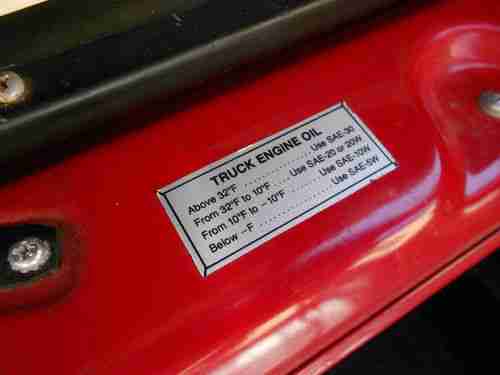 TRUCK ENGINE OIL
Above 32°F .................. Use SAE-30
From 32°F to 10°F ..... Use SAE-20 or 20W
From 10°F to -10°F ............ Use SAE-10W
Below -F ..................... Use SAE-5W